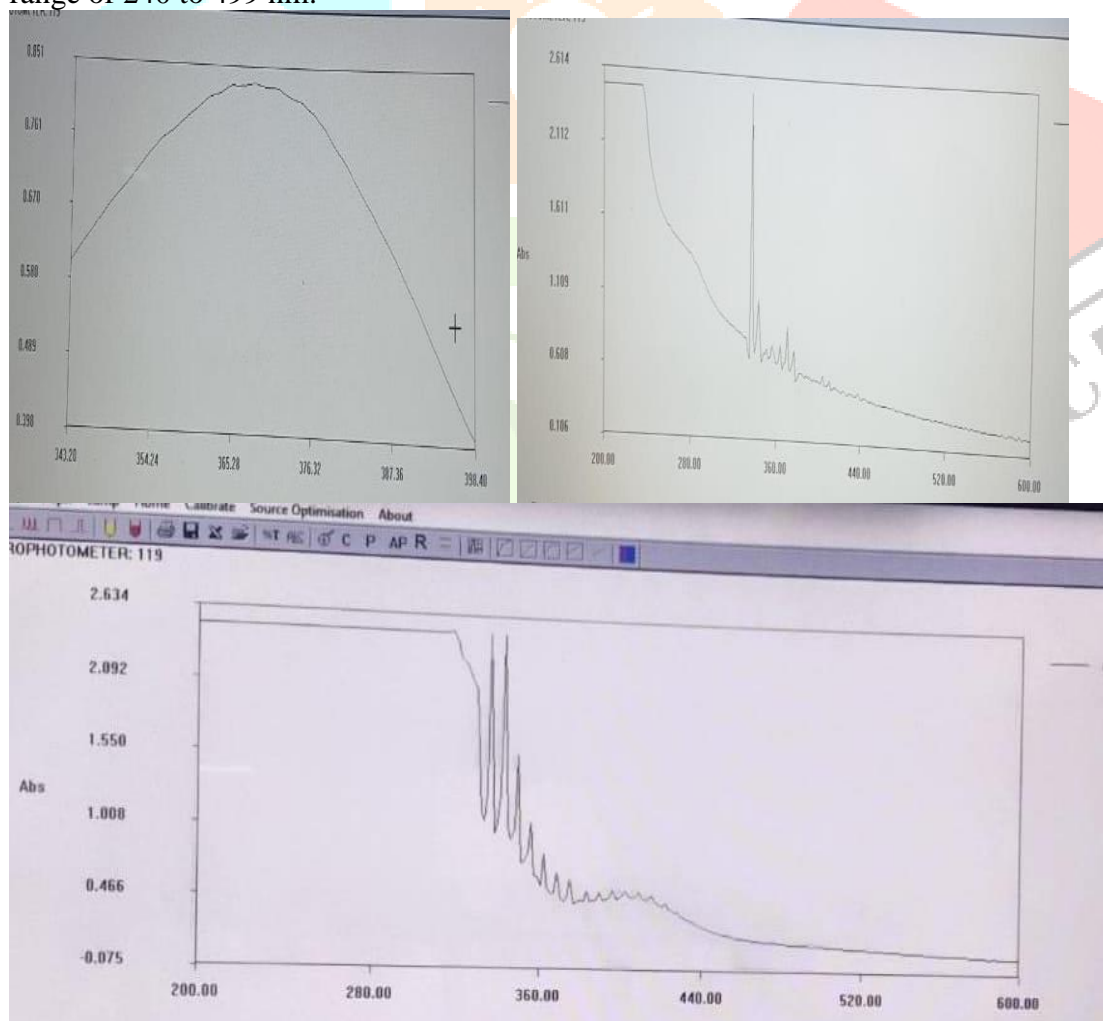 range of 240 to 499 nm.
0.851
0.761
0.670
0.580
0.489
0.398
343.20 354.24 365.28 376.32 387.36 398.40
2.614
2.112
1.611
Abs
1.109
0.608
0.106
200.00 280.00 360.00 440.00 520.00 600.00
Home Calibrate Source Optimisation About
%T C P AP R
ROPHOTOMETER: 119
2.634
2.092
1.550
Abs
1.008
0.466
-0.075
200.00 280.00 360.00 440.00 520.00 600.00